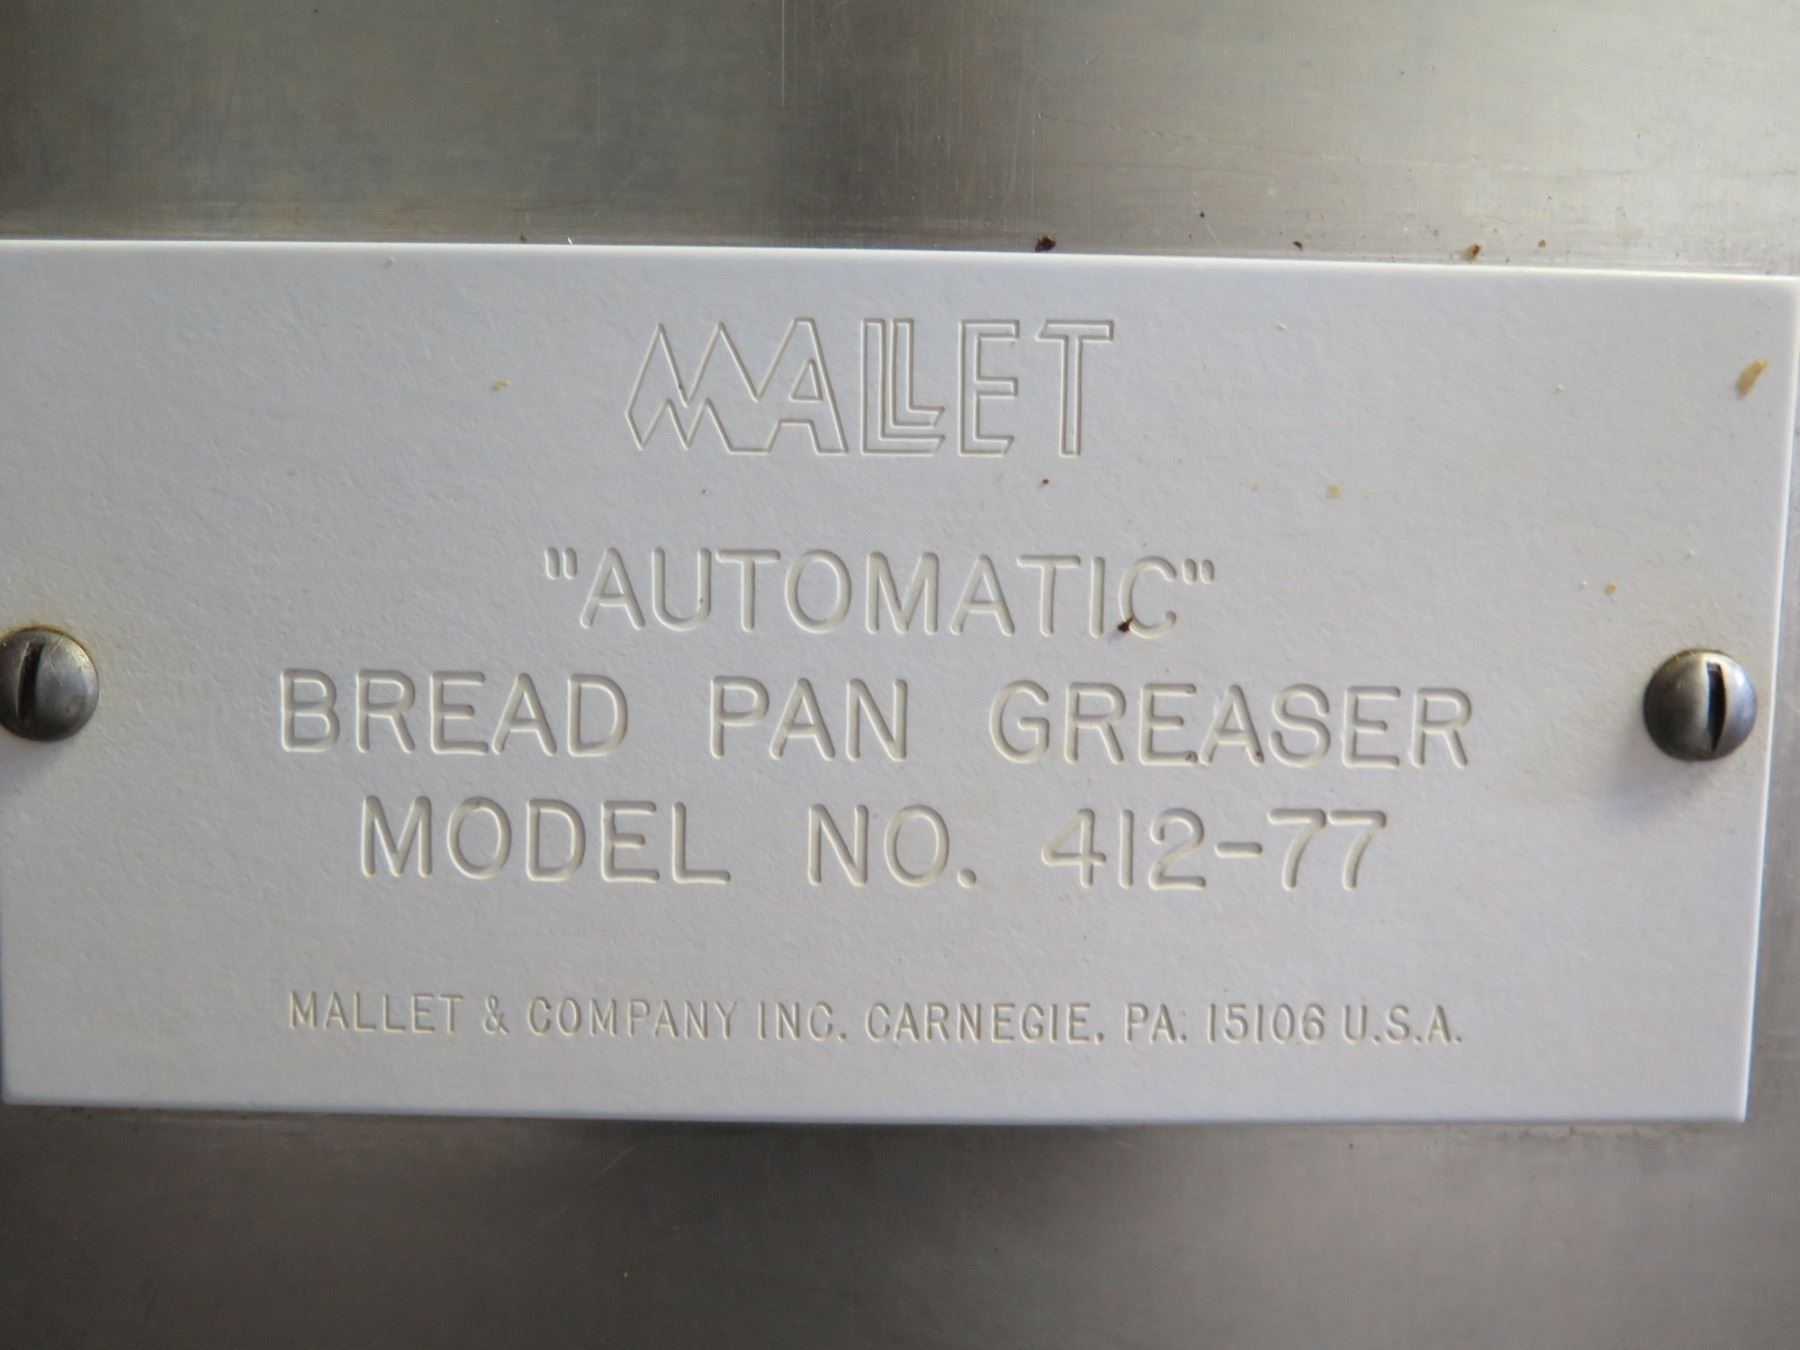 MALLET
"AUTOMATIC"
BREAD PAN GREASER
MODEL NO. 412-77
MALLET & COMPANY INC. CARNEGIE, PA. 15106 U.S.A.